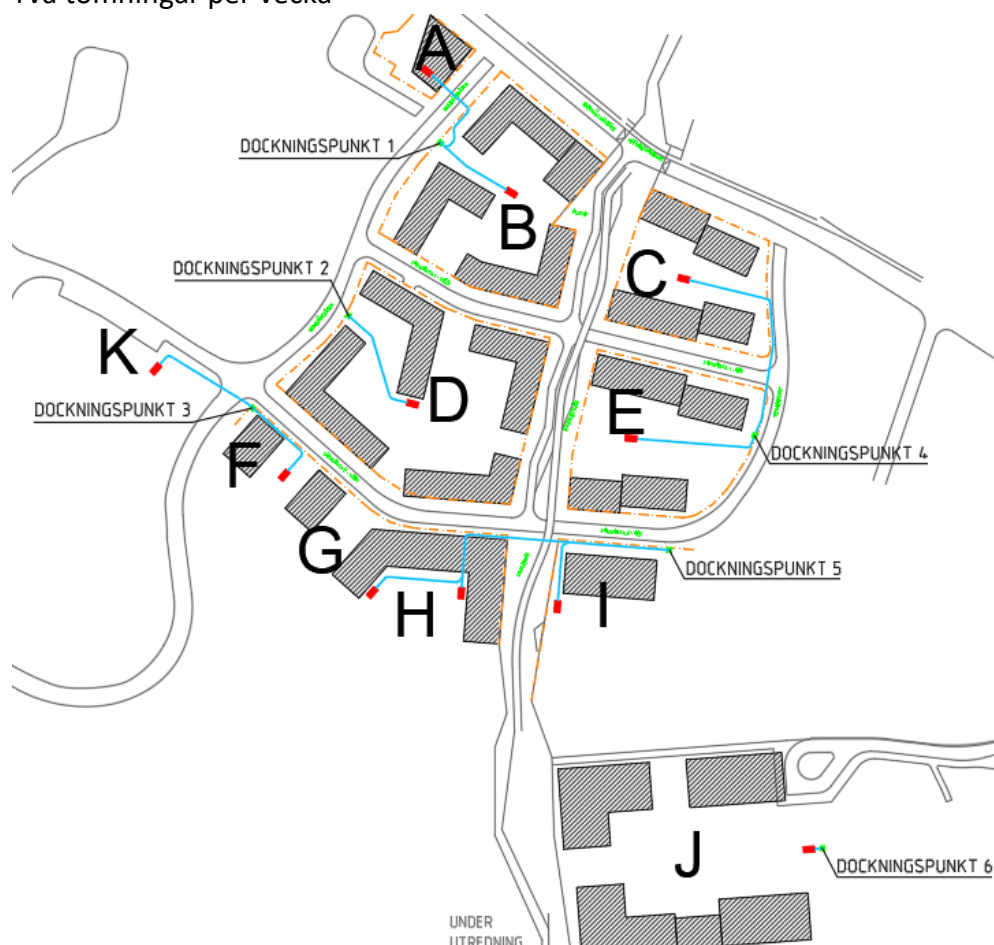 Två tömningar per vecka
A
DOCKNINGSPUNKT 1
B
DOCKNINGSPUNKT 2
C
K
D
DOCKNINGSPUNKT 3
E
F
DOCKNINGSPUNKT 4
G
DOCKNINGSPUNKT 5
H
I
J
DOCKNINGSPUNKT 6
UNDER
UTREDNING